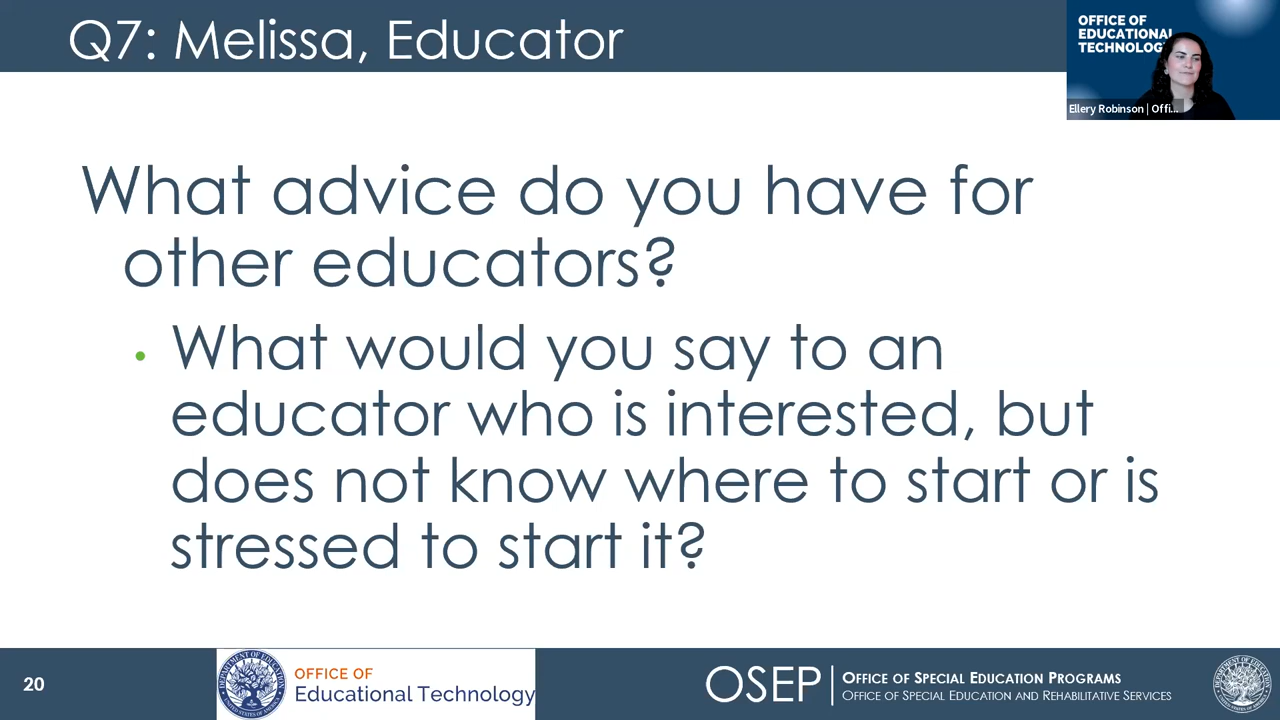 Q7: Melissa, Educator
OFFICE OF
EDUCATIONAL
TECHNOLOGY
Ellery Robinson | Offi...
What advice do you have for
other educators?
• What would you say to an
educator who is interested, but
does not know where to start or is
stressed to start it?
20
OFFICE OF
Educational Technology
OSEP
OFFICE OF SPECIAL EDUCATION PROGRAMS
OFFICE OF SPECIAL EDUCATION AND REHABILITATIVE SERVICES